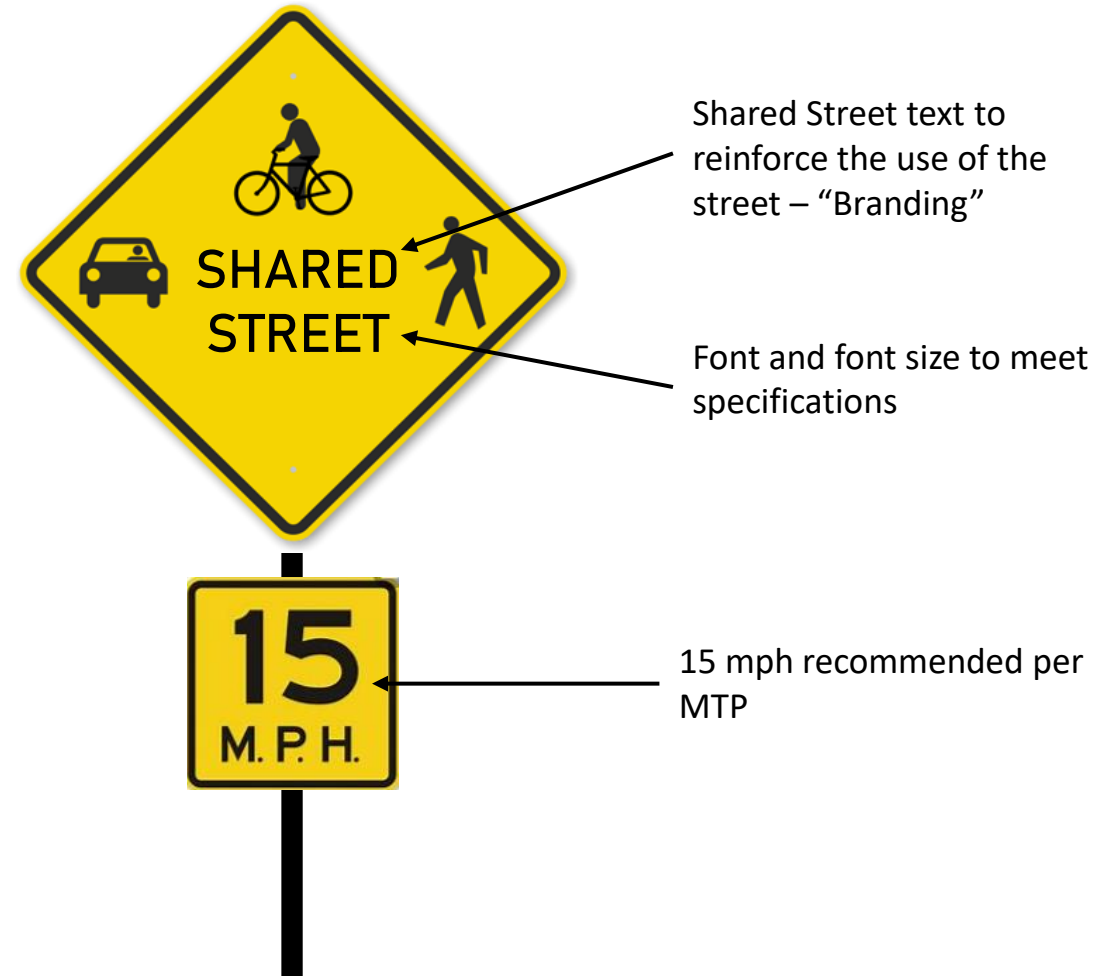 SHARED
STREET
15
M. P. H.
Shared Street text to
reinforce the use of the
street – “Branding”
Font and font size to meet
specifications
15 mph recommended per
MTP